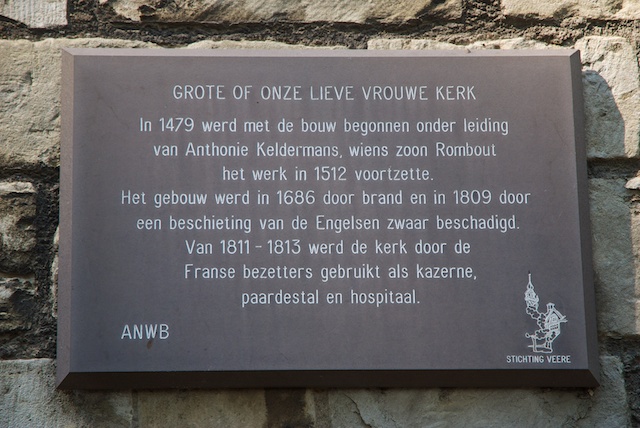 GROTE OF ONZE LIEVE VROUWE KERK
In 1479 werd met de bouw begonnen onder leiding
van Anthonie Keldermans, wiens zoon Rombout
het werk in 1512 voortzette.
Het gebouw werd in 1686 door brand en in 1809 door
een beschieting van de Engelsen zwaar beschadigd.
Van 1811 - 1813 werd de kerk door de
Franse bezetters gebruikt als kazerne,
paardestal en hospitaal.
ANWB
STICHTING VEERE